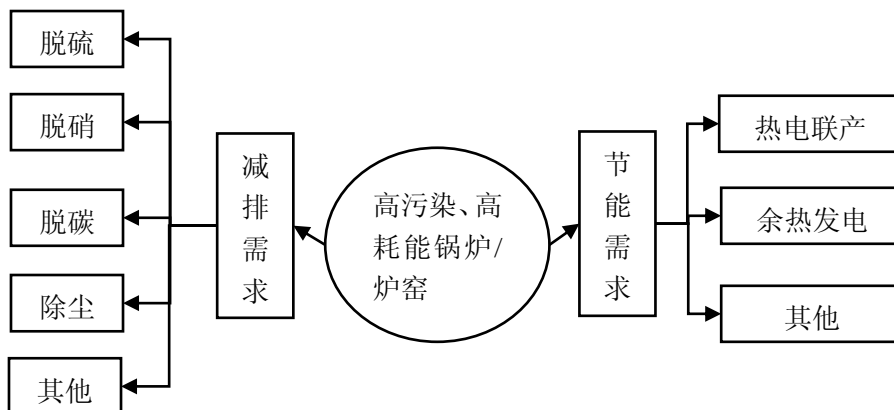 脱硫
脱硝
脱碳
除尘
其他
减排需求
高污染、高
耗能锅炉/
炉窑
节能需求
热电联产
余热发电
其他